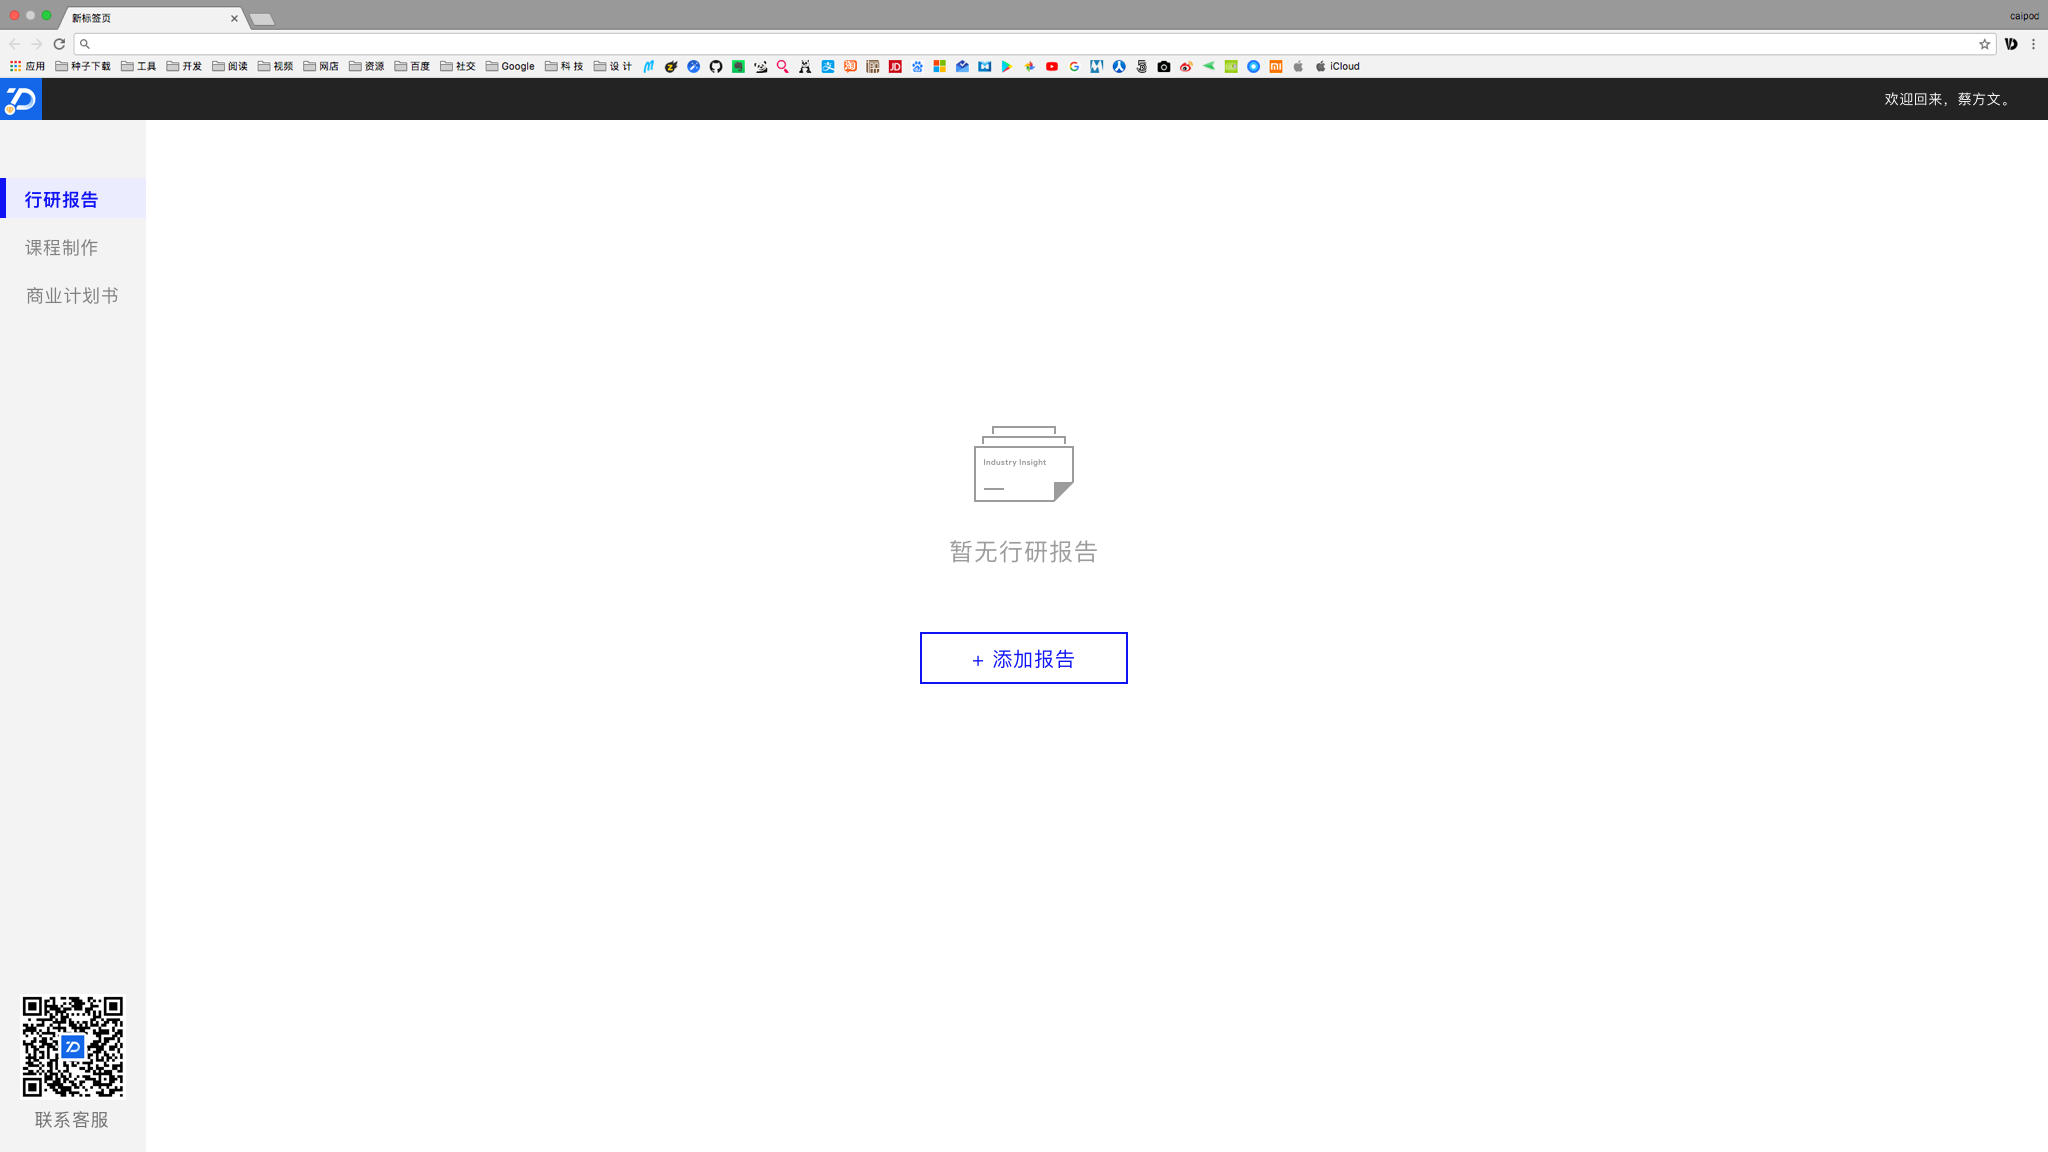 新标签页
caipod
应用 种子下载 工具 开发 阅读 视频 网店 资源 百度 社交 Google 科 技 设 计 iCloud
欢迎回来，蔡方文。
行研报告
课程制作
商业计划书
Industry Insight
暂无行研报告
+ 添加报告
联系客服